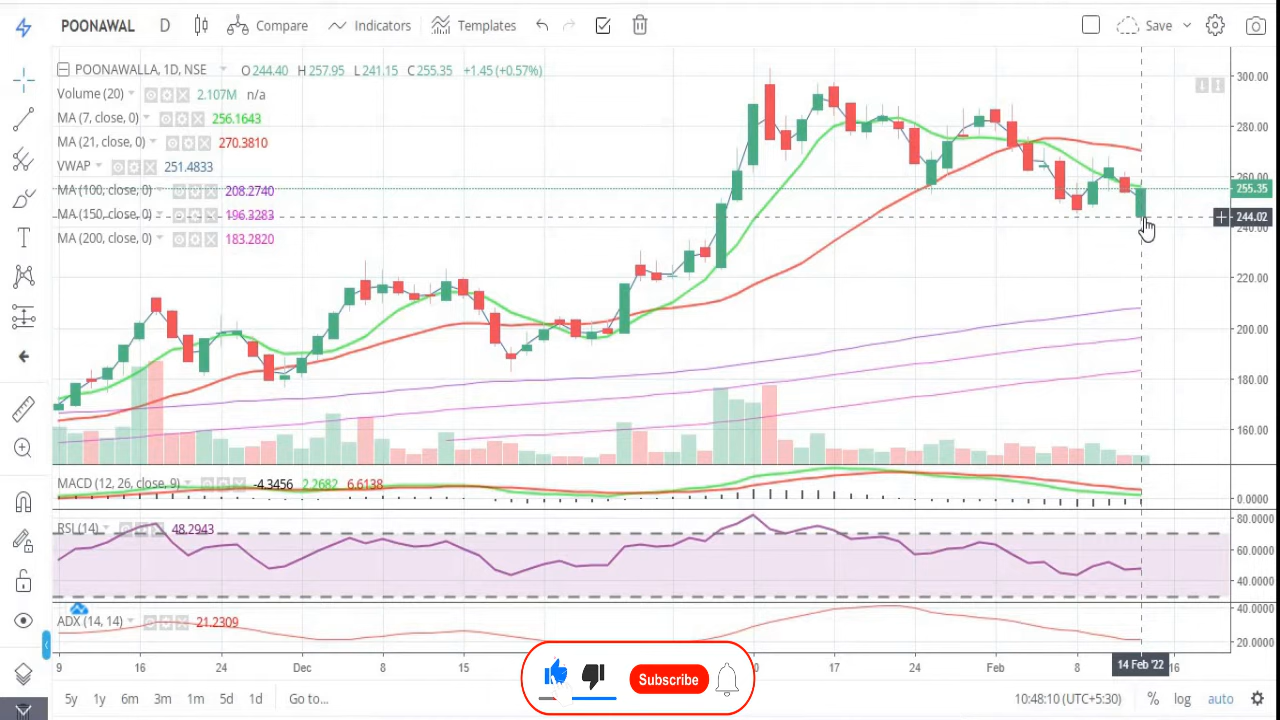 POONAWAL D Compare Indicators Templates Save
POONAWALLA, 1D, NSE O 244.40 H 257.95 L 241.15 C 255.35 +1.45 (+0.57%)
Volume (20) 2.107M n/a
MA (7, close, 0) 256.1643
MA (21, close, 0) 270.3810
VWAP 251.4833
MA (100, close, 0) 208.2740
MA (150, close, 0) 196.3283
MA (200, close, 0) 183.2820
300.00
280.00
260.00
255.35
244.02
240.00
220.00
200.00
180.00
160.00
MACD (12, 26, close, 9) -4.3456 2.2682 6.6138
0.0000
RSI (14) 48.2943
80.0000
60.0000
40.0000
ADX (14, 14) 21.2309
40.0000
20.0000
9 16 24 Dec 8 15 17 24 Feb 8 14 Feb '22 16
Subscribe
5y 1y 6m 3m 1m 5d 1d Go to... 10:48:10 (UTC+5:30) % log auto